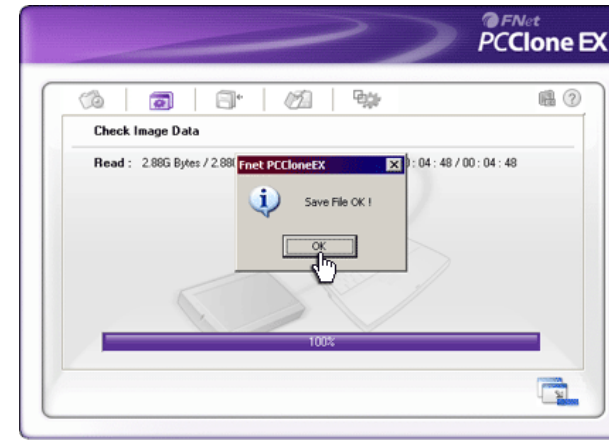 FNet
PCClone EX
Check Image Data
Read : 2.88G Bytes / 2.88 : 04 : 48 / 00 : 04 : 48
Fnet PCCloneEX
Save File OK !
OK
100%